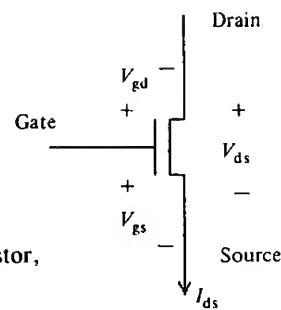 Drain
V_gd −
+ +
Gate
V_ds
+ −
V_gs
−
Source
stor,
I_ds